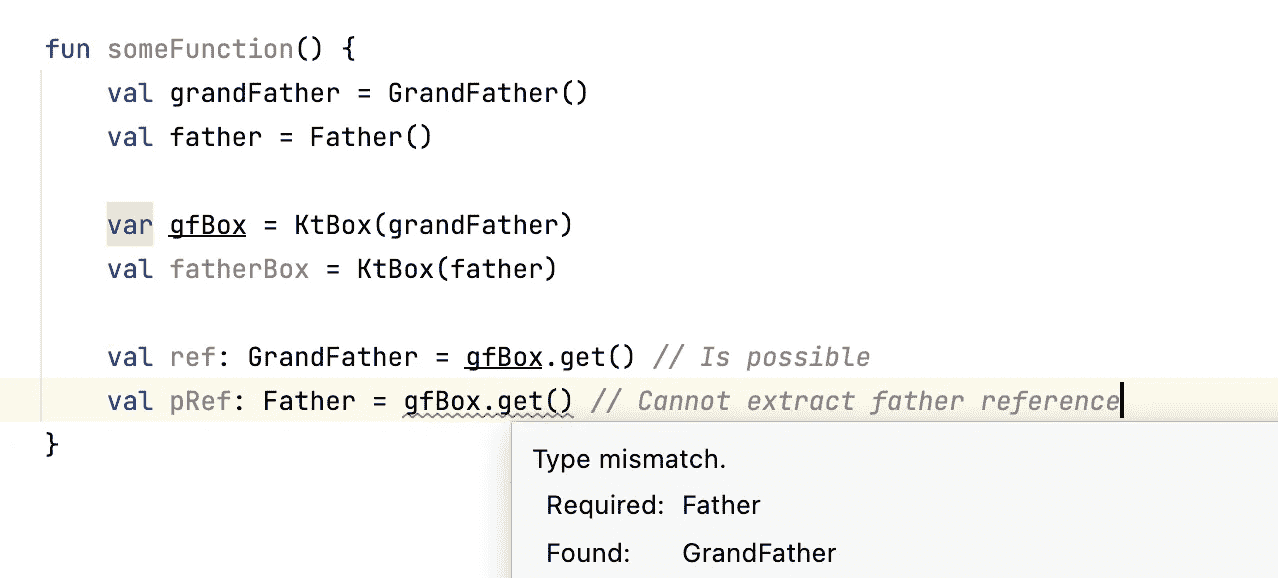 fun someFunction() {
val grandFather = GrandFather()
val father = Father()
var gfBox = KtBox(grandFather)
val fatherBox = KtBox(father)
val ref: GrandFather = gfBox.get() // Is possible
val pRef: Father = gfBox.get() // Cannot extract father reference
}
Type mismatch.
Required: Father
Found: GrandFather